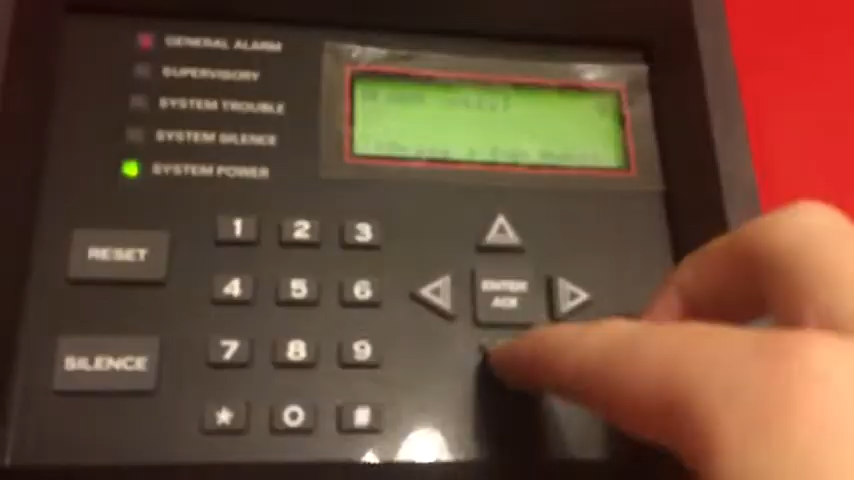 GENERAL ALARM
SUPERVISORY
SYSTEM TROUBLE
SYSTEM SILENCE
SYSTEM POWER
RESET
SILENCE
1 2 3
4 5 6
7 8 9
* 0 #
ENTER
ACK